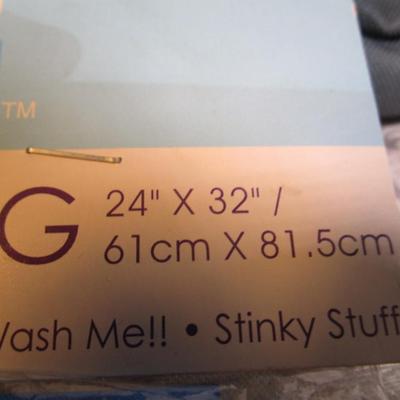 TM
G 24" X 32" /
61cm X 81.5cm
Wash Me!! • Stinky Stuff